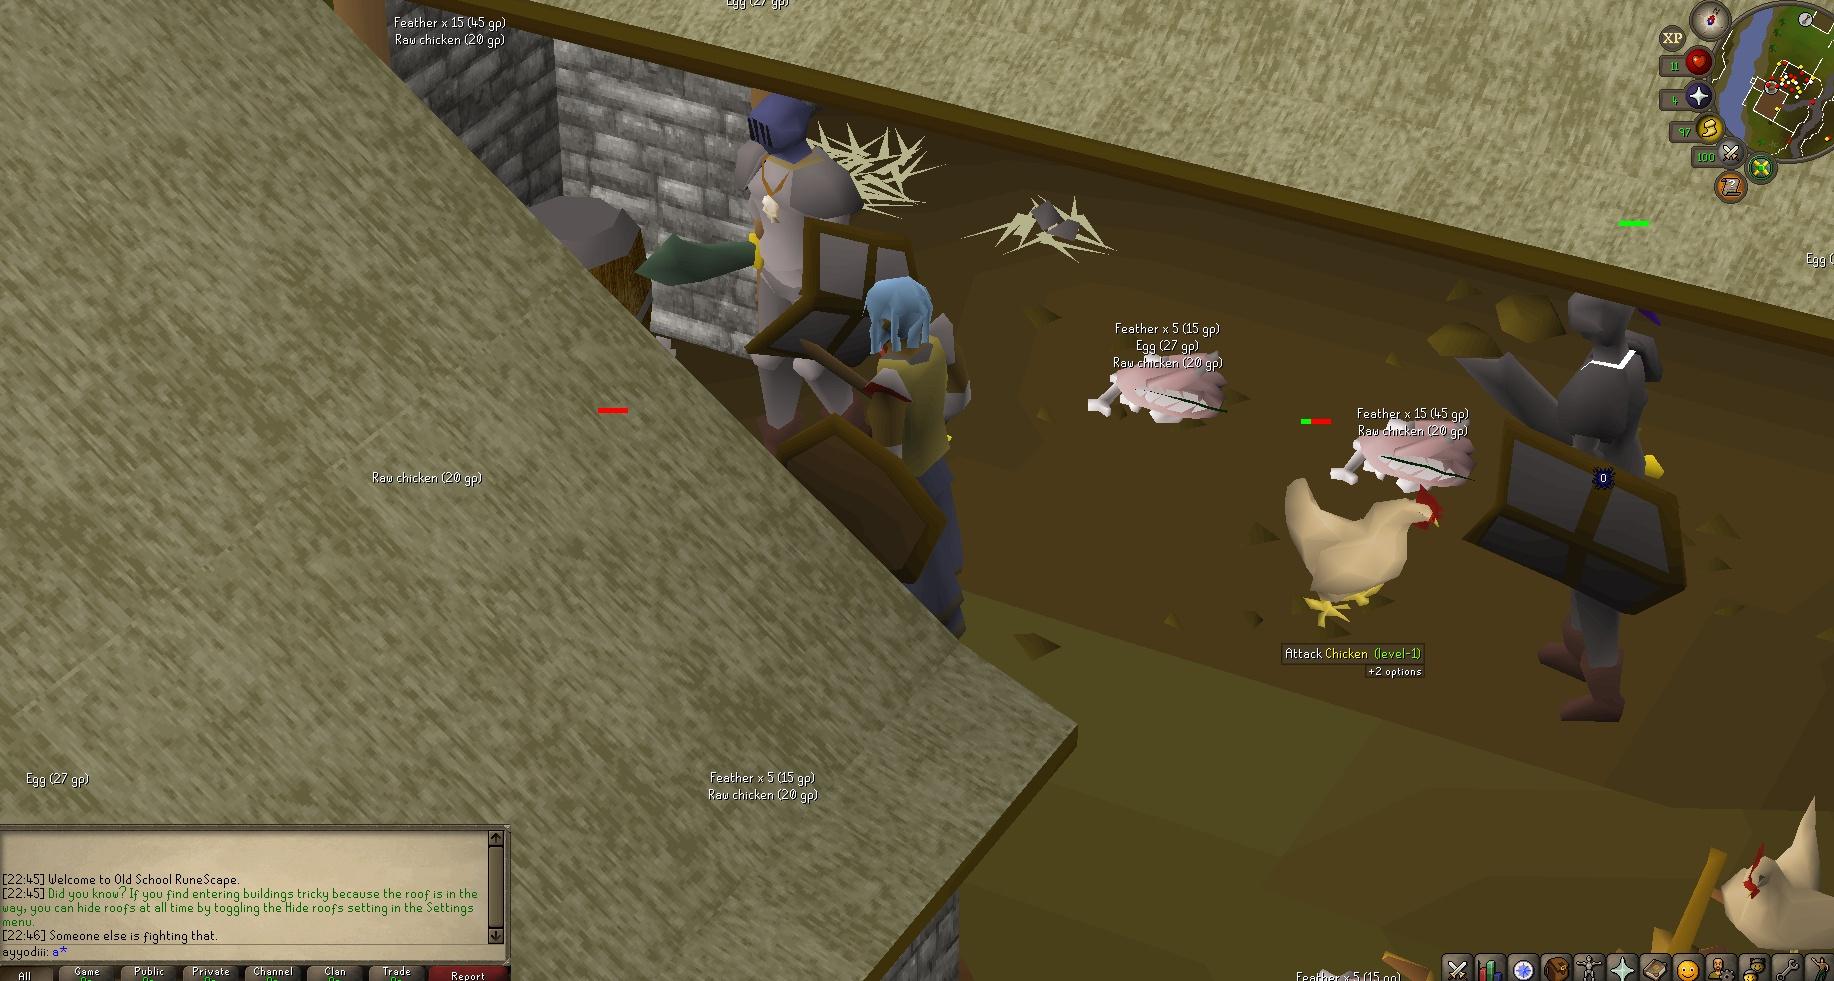 Egg (27 gp)
Feather x 15 (45 gp)
Raw chicken (20 gp)
XP
11
4
97
100
Egg (
Feather x 5 (15 gp)
Egg (27 gp)
Raw chicken (20 gp)
Feather x 15 (45 gp)
Raw chicken (20 gp)
Raw chicken (20 gp)
0
Attack Chicken (level-1)
+2 options
Egg (27 gp)
Feather x 5 (15 gp)
Raw chicken (20 gp)
[22:45] Welcome to Old School RuneScape.
[22:45] Did you know? If you find entering buildings tricky because the roof is in the
way, you can hide roofs at all time by toggling the Hide roofs setting in the Settings
menu.
[22:46] Someone else is fighting that.
ayyodiii: a*
All Game Public Private Channel Clan Trade Report
Feather x 5 (15 gp)